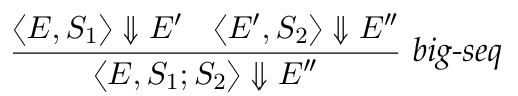 ⟨E, S₁⟩ ⇓ E′ ⟨E′, S₂⟩ ⇓ E″
⟨E, S₁; S₂⟩ ⇓ E″ big-seq